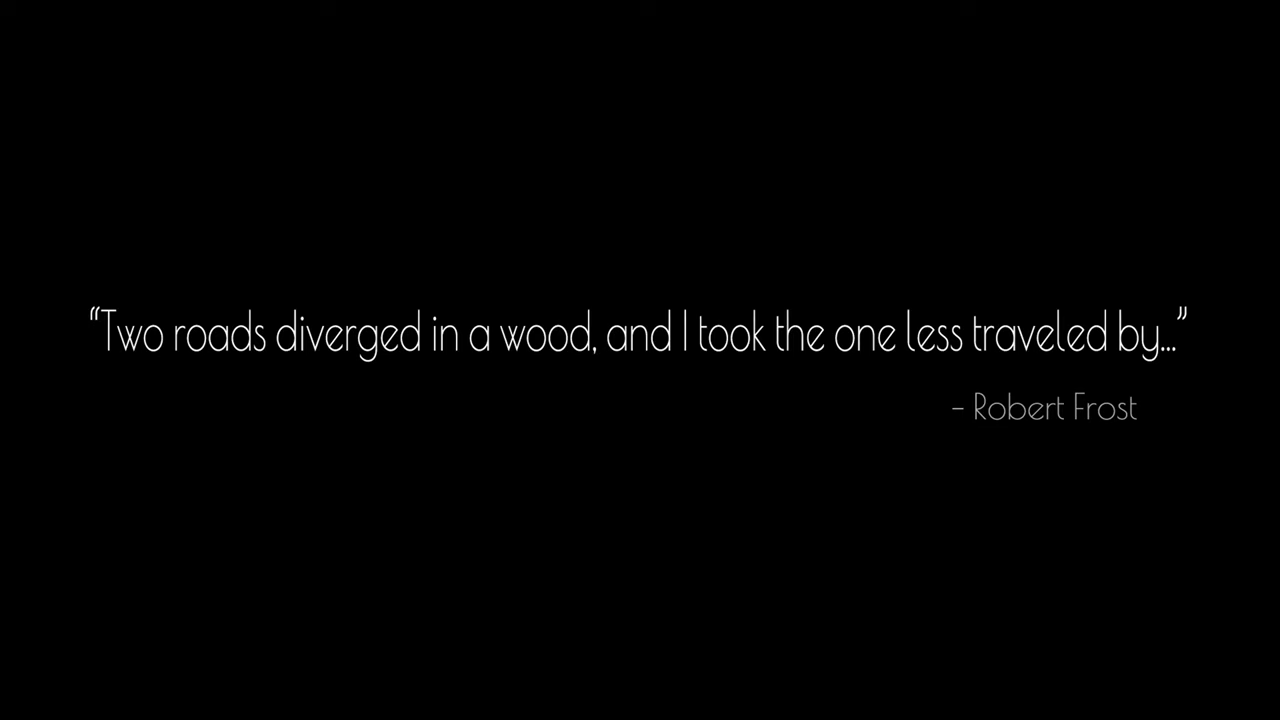 “Two roads diverged in a wood, and I took the one less traveled by...”
– Robert Frost